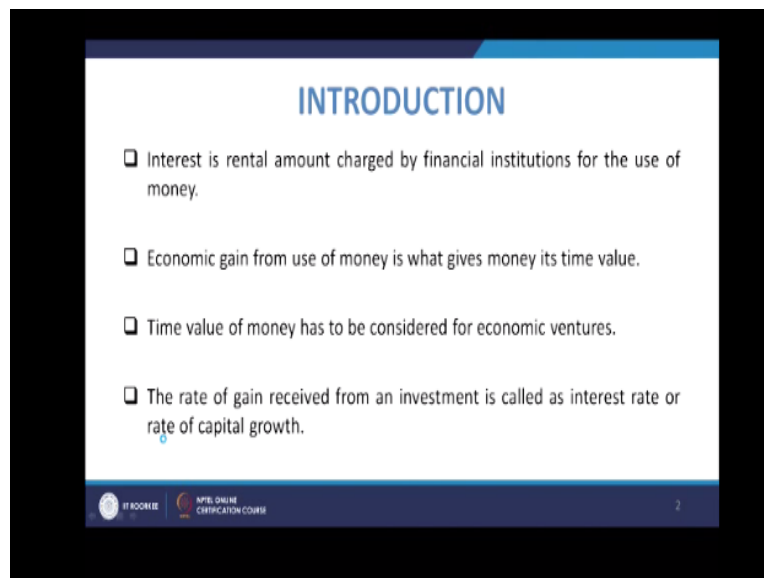 INTRODUCTION
Interest is rental amount charged by financial institutions for the use of
money.
Economic gain from use of money is what gives money its time value.
Time value of money has to be considered for economic ventures.
The rate of gain received from an investment is called as interest rate or
rate of capital growth.
IT ROORKEE
NPTEL ONLINE
CERTIFICATION COURSE
2